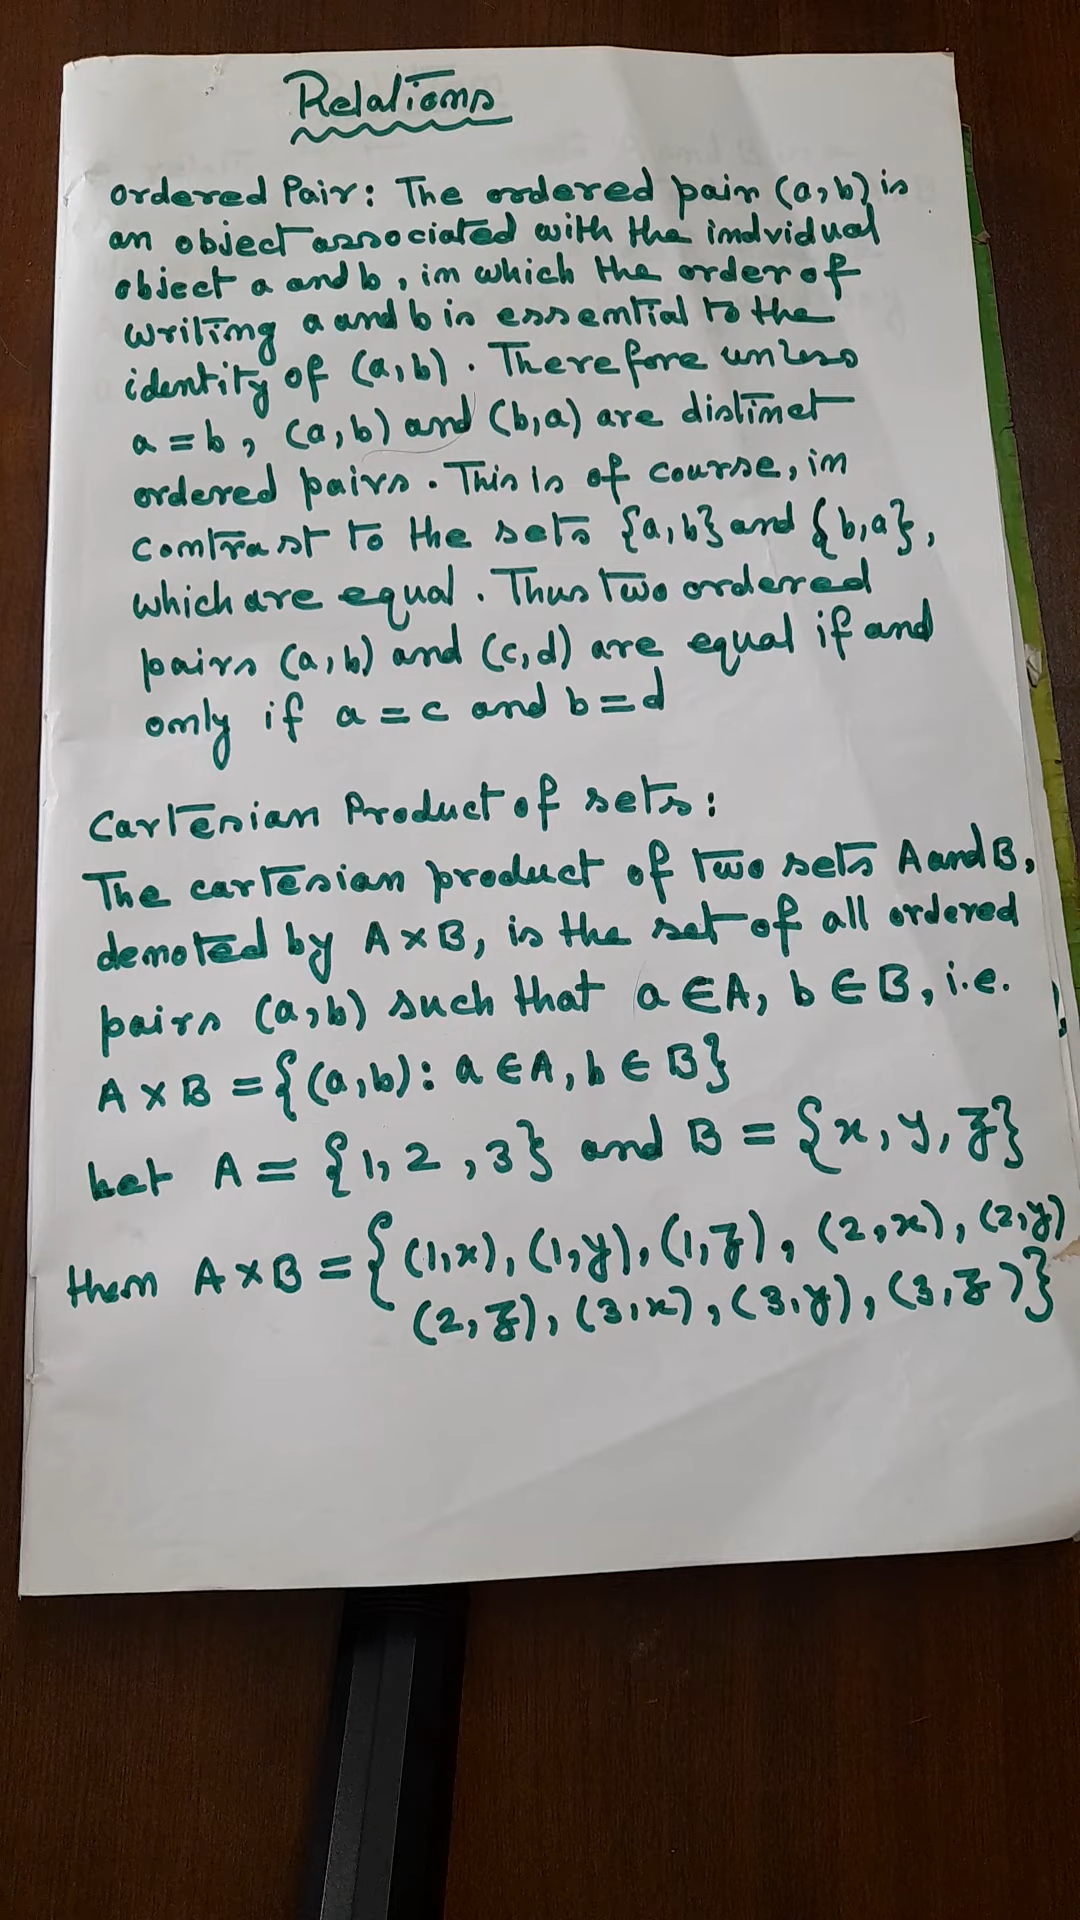 Relations
Ordered Pair: The ordered pair (a,b) is
an object associated with the indvidual
object a and b, in which the order of
writing a and b is essential to the
identity of (a,b). Therefore unless
a = b, (a,b) and (b,a) are distinct
ordered pairs. This is of course, in
contrast to the sets {a,b} and {b,a},
which are equal. Thus two ordered
pairs (a,b) and (c,d) are equal if and
only if a = c and b = d
Cartesian Product of sets:
The cartesian product of two sets A and B,
denoted by A × B, is the set of all ordered
pairs (a,b) such that a ∈ A, b ∈ B, i.e.
A × B = {(a,b): a ∈ A, b ∈ B}
Let A = {1, 2, 3} and B = {x, y, z}
then A × B = {(1,x), (1,y), (1,z), (2,x), (2,y)
(2,z), (3,x), (3,y), (3,z)}